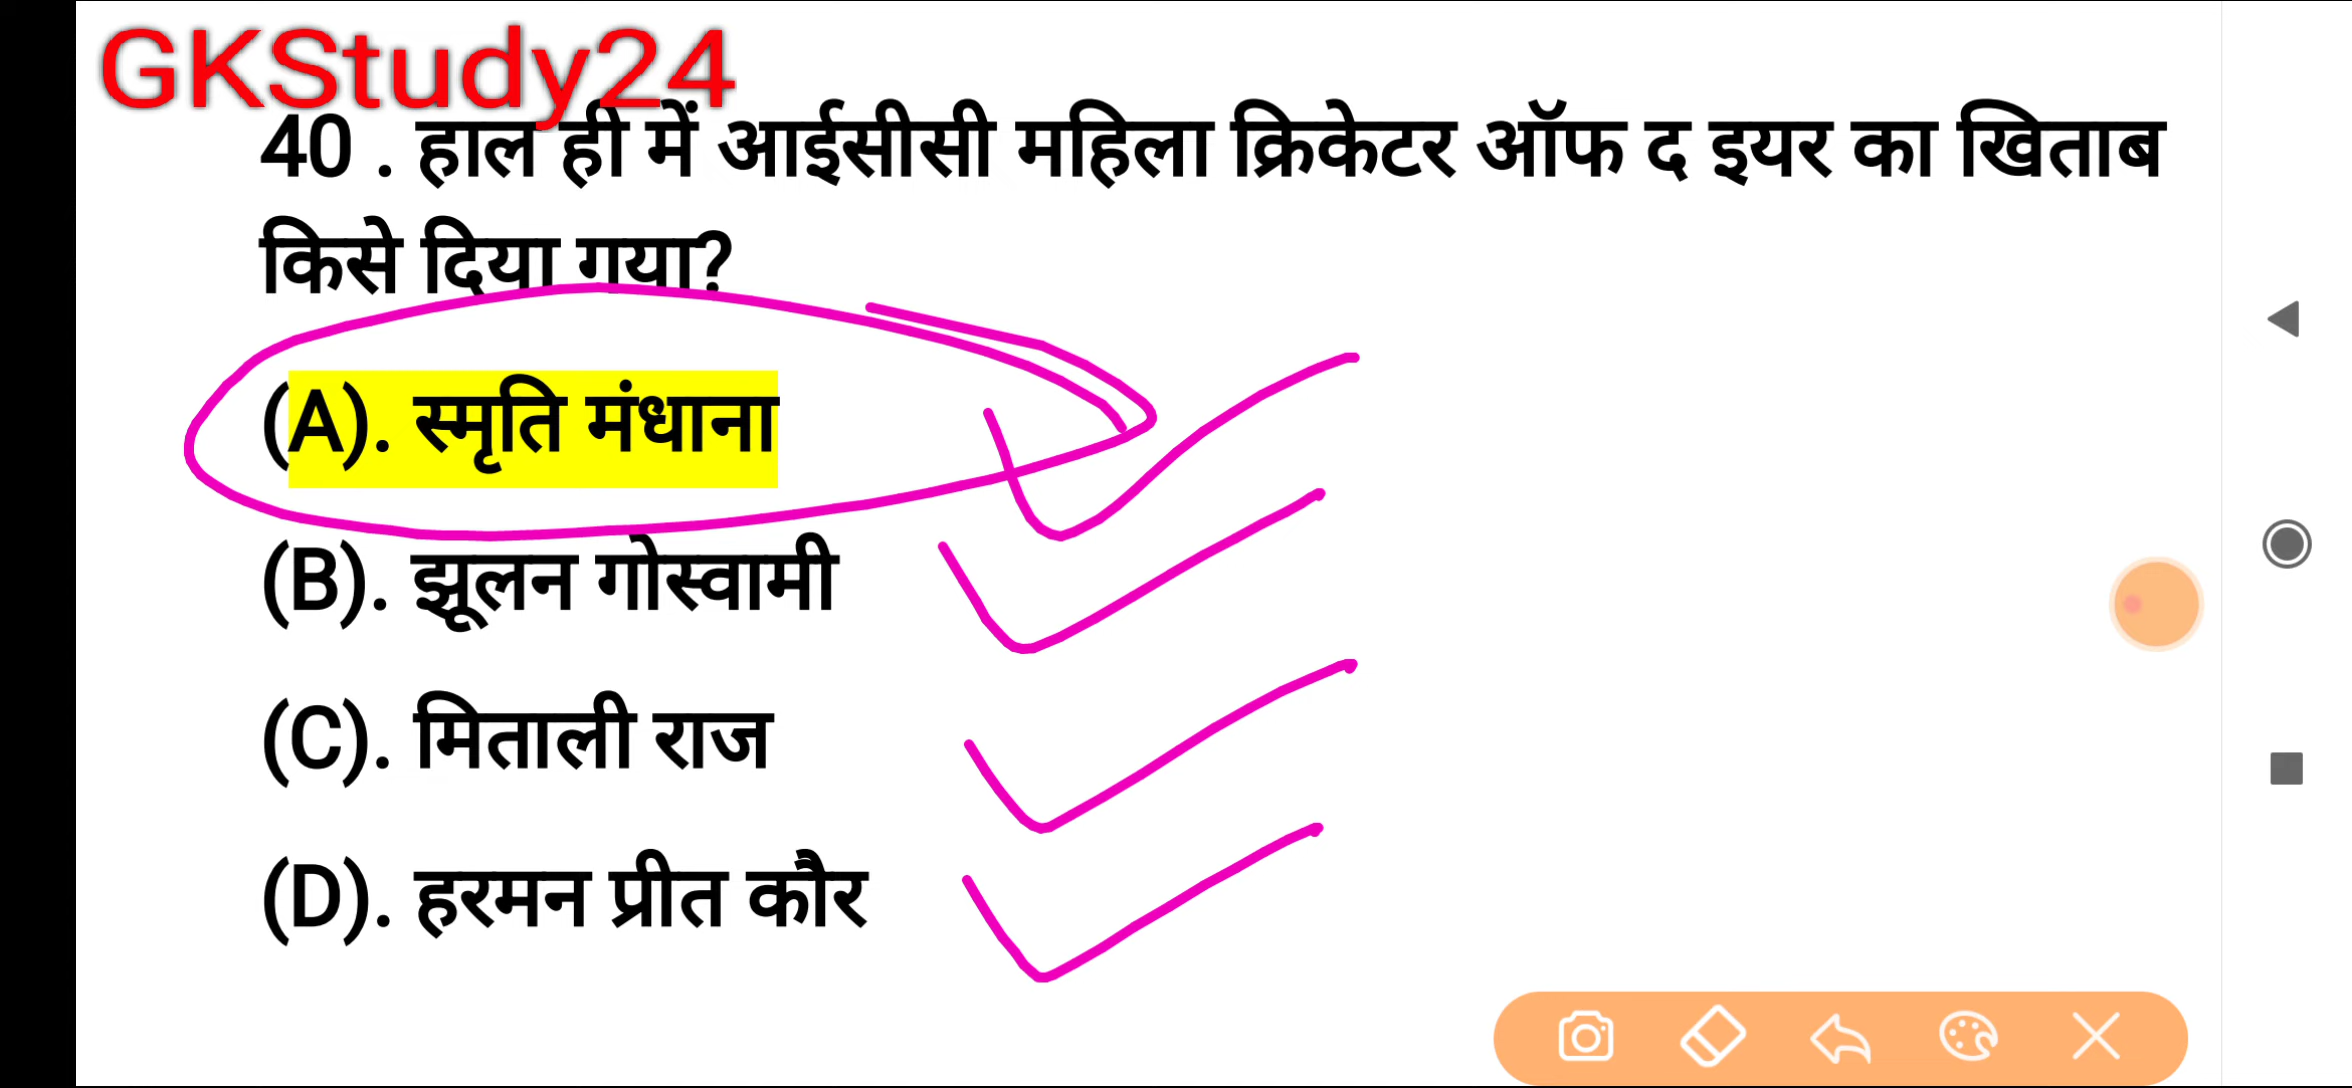 GKStudy24
40 . हाल ही में आईसीसी महिला क्रिकेटर ऑफ द इयर का खिताब
किसे दिया गया?
(A). स्मृति मंधाना
(B). झूलन गोस्वामी
(C). मिताली राज
(D). हरमन प्रीत कौर